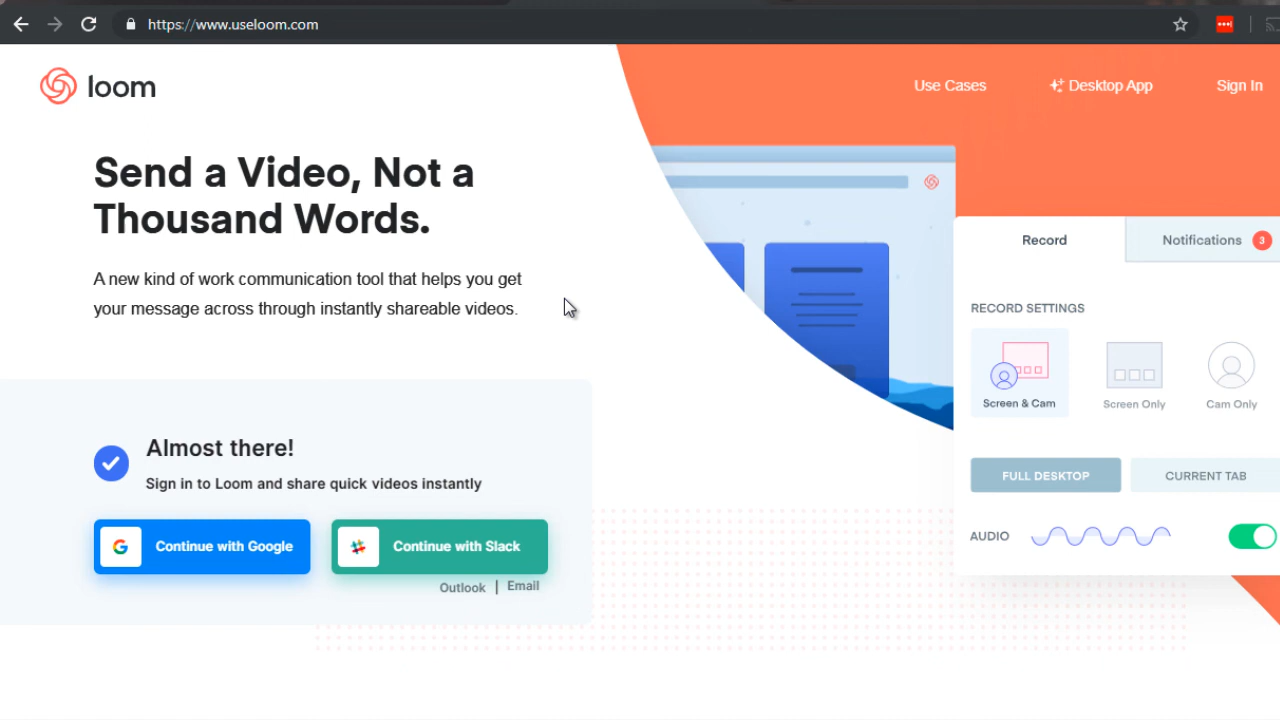 https://www.useloom.com
loom
Use Cases
Desktop App
Sign In
Send a Video, Not a
Thousand Words.
A new kind of work communication tool that helps you get
your message across through instantly shareable videos.
Record
Notifications 3
RECORD SETTINGS
Screen & Cam
Screen Only
Cam Only
FULL DESKTOP
CURRENT TAB
AUDIO
Almost there!
Sign in to Loom and share quick videos instantly
Continue with Google
Continue with Slack
Outlook | Email